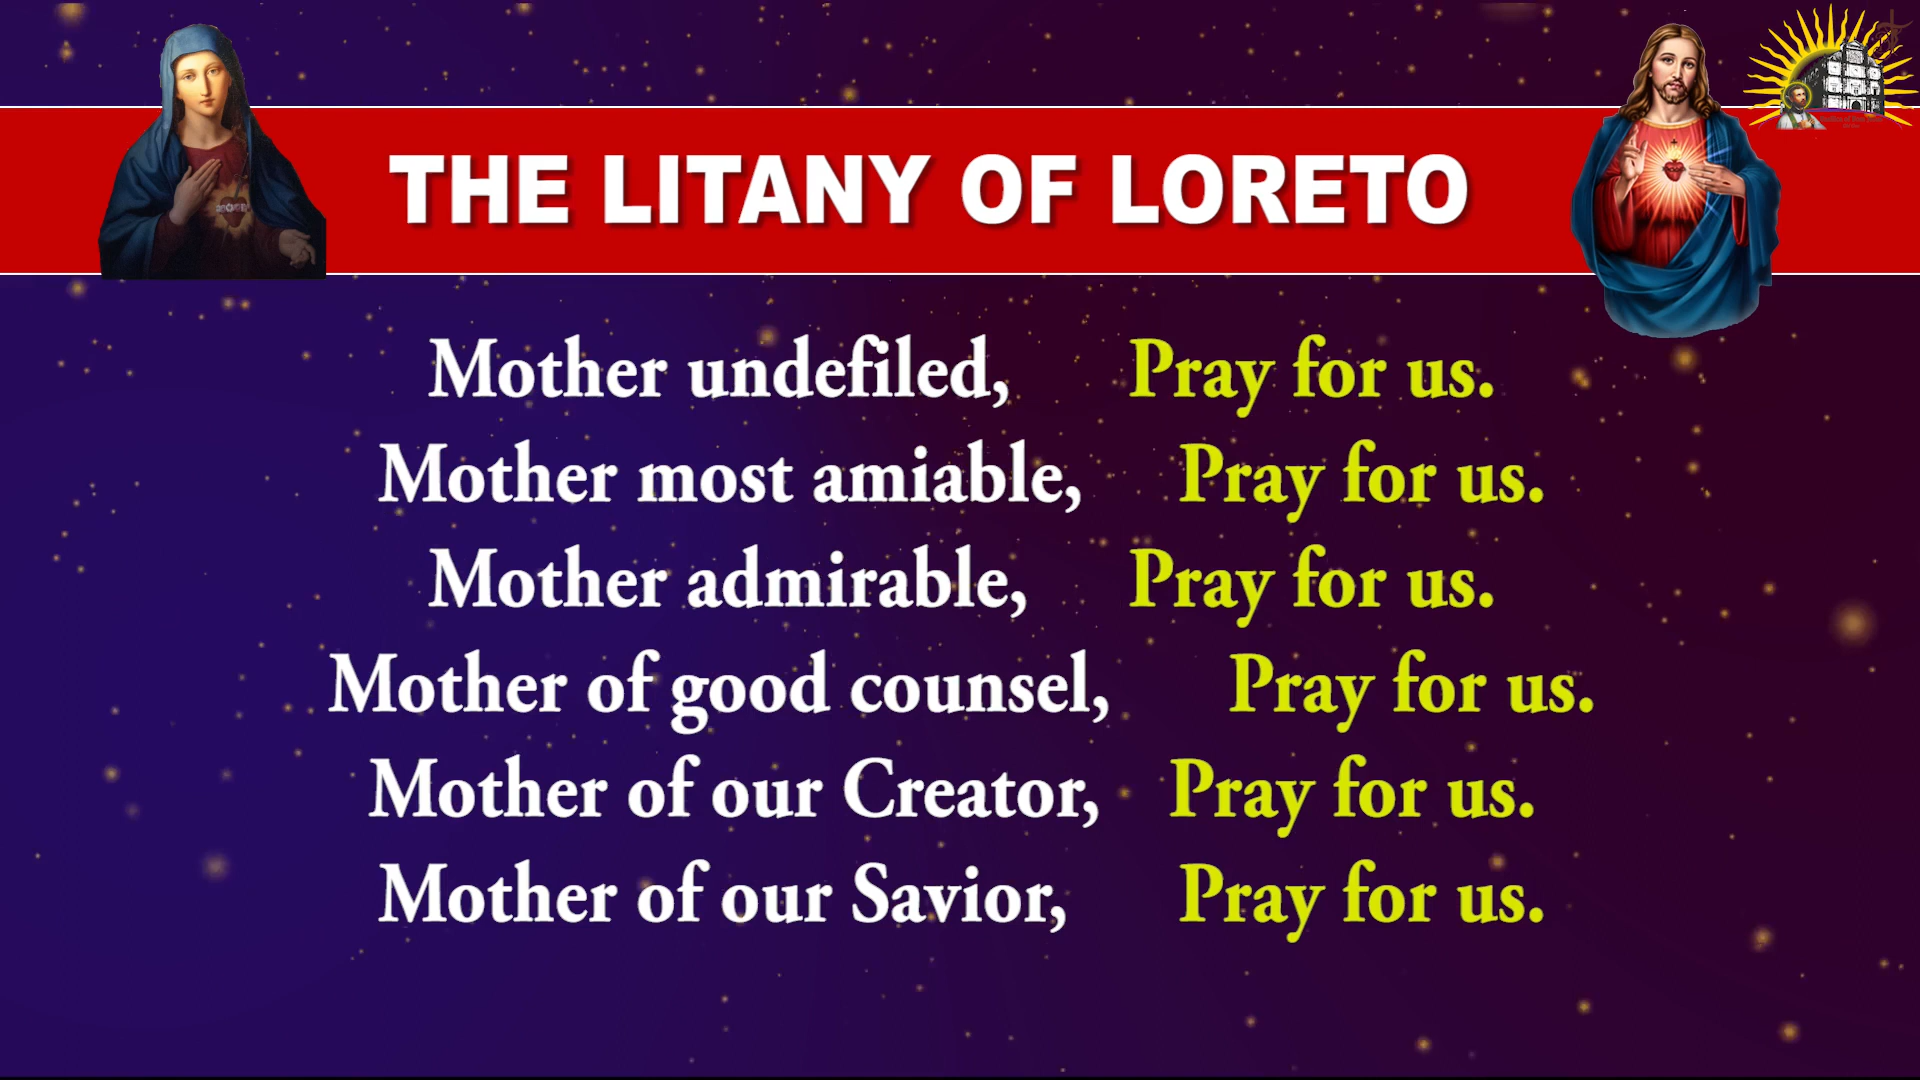 THE LITANY OF LORETO
Mother undefiled, Pray for us.
Mother most amiable, Pray for us.
Mother admirable, Pray for us.
Mother of good counsel, Pray for us.
Mother of our Creator, Pray for us.
Mother of our Savior, Pray for us.